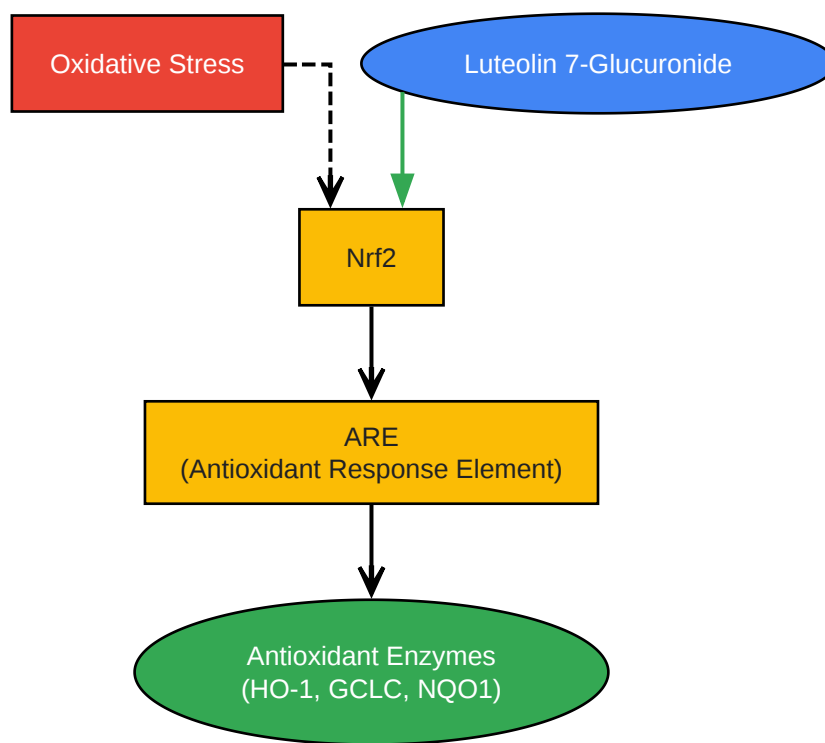 Oxidative Stress
Luteolin 7-Glucuronide
Nrf2
ARE
(Antioxidant Response Element)
Antioxidant Enzymes
(HO-1, GCLC, NQO1)